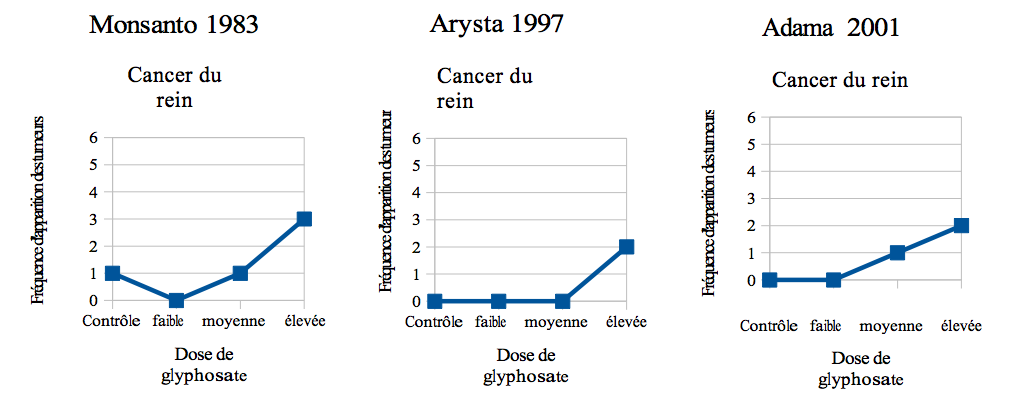 Monsanto 1983
Cancer du
rein
Fréquence d'apparition des tumeurs
6
5
4
3
2
1
0
Contrôle faible moyenne élevée
Dose de
glyphosate
Arysta 1997
Cancer du
rein
Fréquence d'apparition des tumeur
6
5
4
3
2
1
0
Contrôle faible moyenne élevée
Dose de
glyphosate
Adama 2001
Cancer du rein
Fréquence d'apparition des tumeurs
6
5
4
3
2
1
0
Contrôle faible moyenne élevée
Dose de
glyphosate